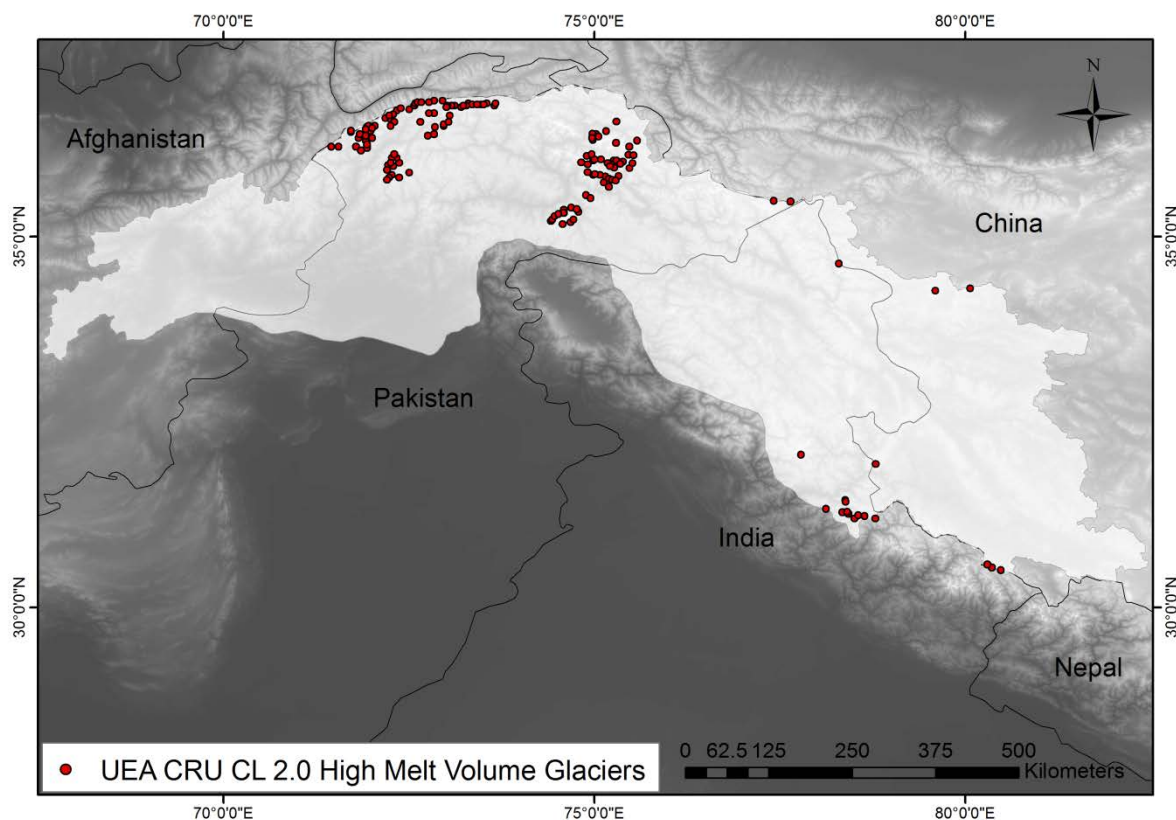 70°0'0"E 75°0'0"E 80°0'0"E
N
Afghanistan
China
35°0'0"N 35°0'0"N
Pakistan
India
30°0'0"N 30°0'0"N
Nepal
UEA CRU CL 2.0 High Melt Volume Glaciers
0 62.5 125 250 375 500
Kilometers
70°0'0"E 75°0'0"E 80°0'0"E